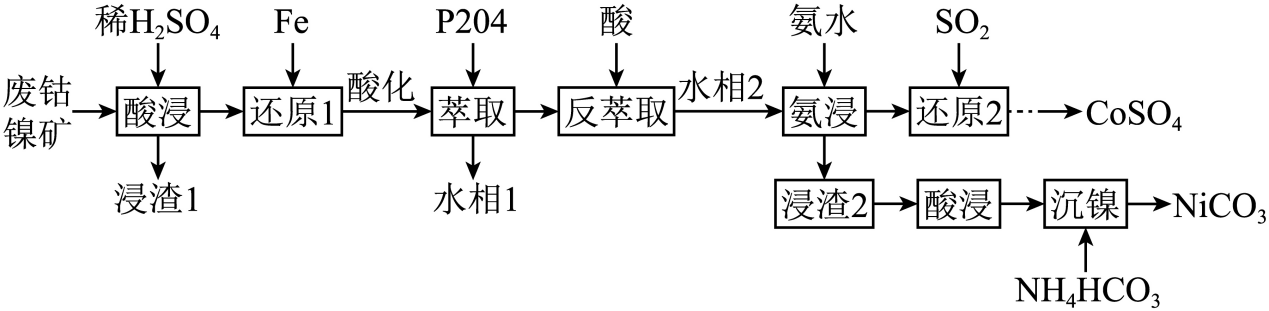 稀H₂SO₄ Fe P204 酸 氨水 SO₂
废钴镍矿 酸浸 还原1 酸化 萃取 反萃取 水相2 氨浸 还原2 CoSO₄
浸渣1 水相1 浸渣2 酸浸 沉镍 NiCO₃
NH₄HCO₃